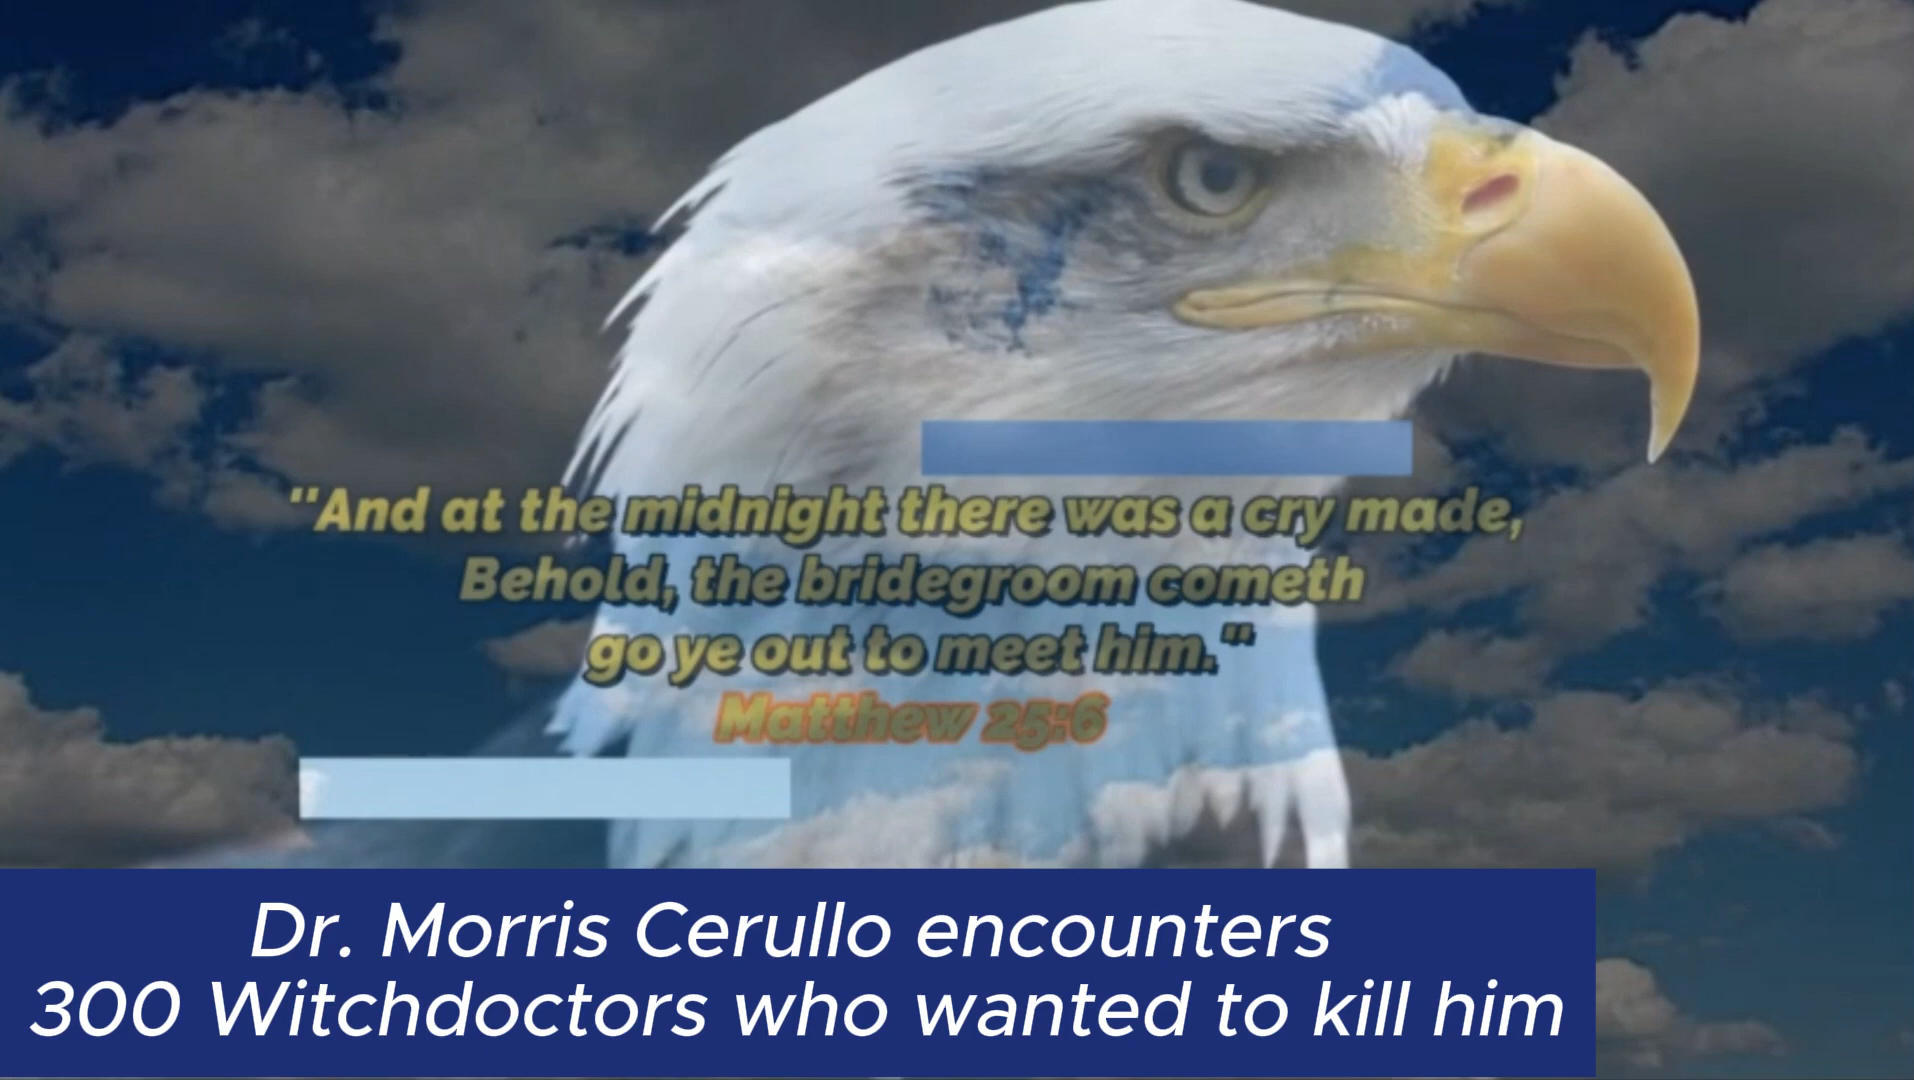 "And at the midnight there was a cry made,
Behold, the bridegroom cometh
go ye out to meet him."
Matthew 25:6
Dr. Morris Cerullo encounters
300 Witchdoctors who wanted to kill him